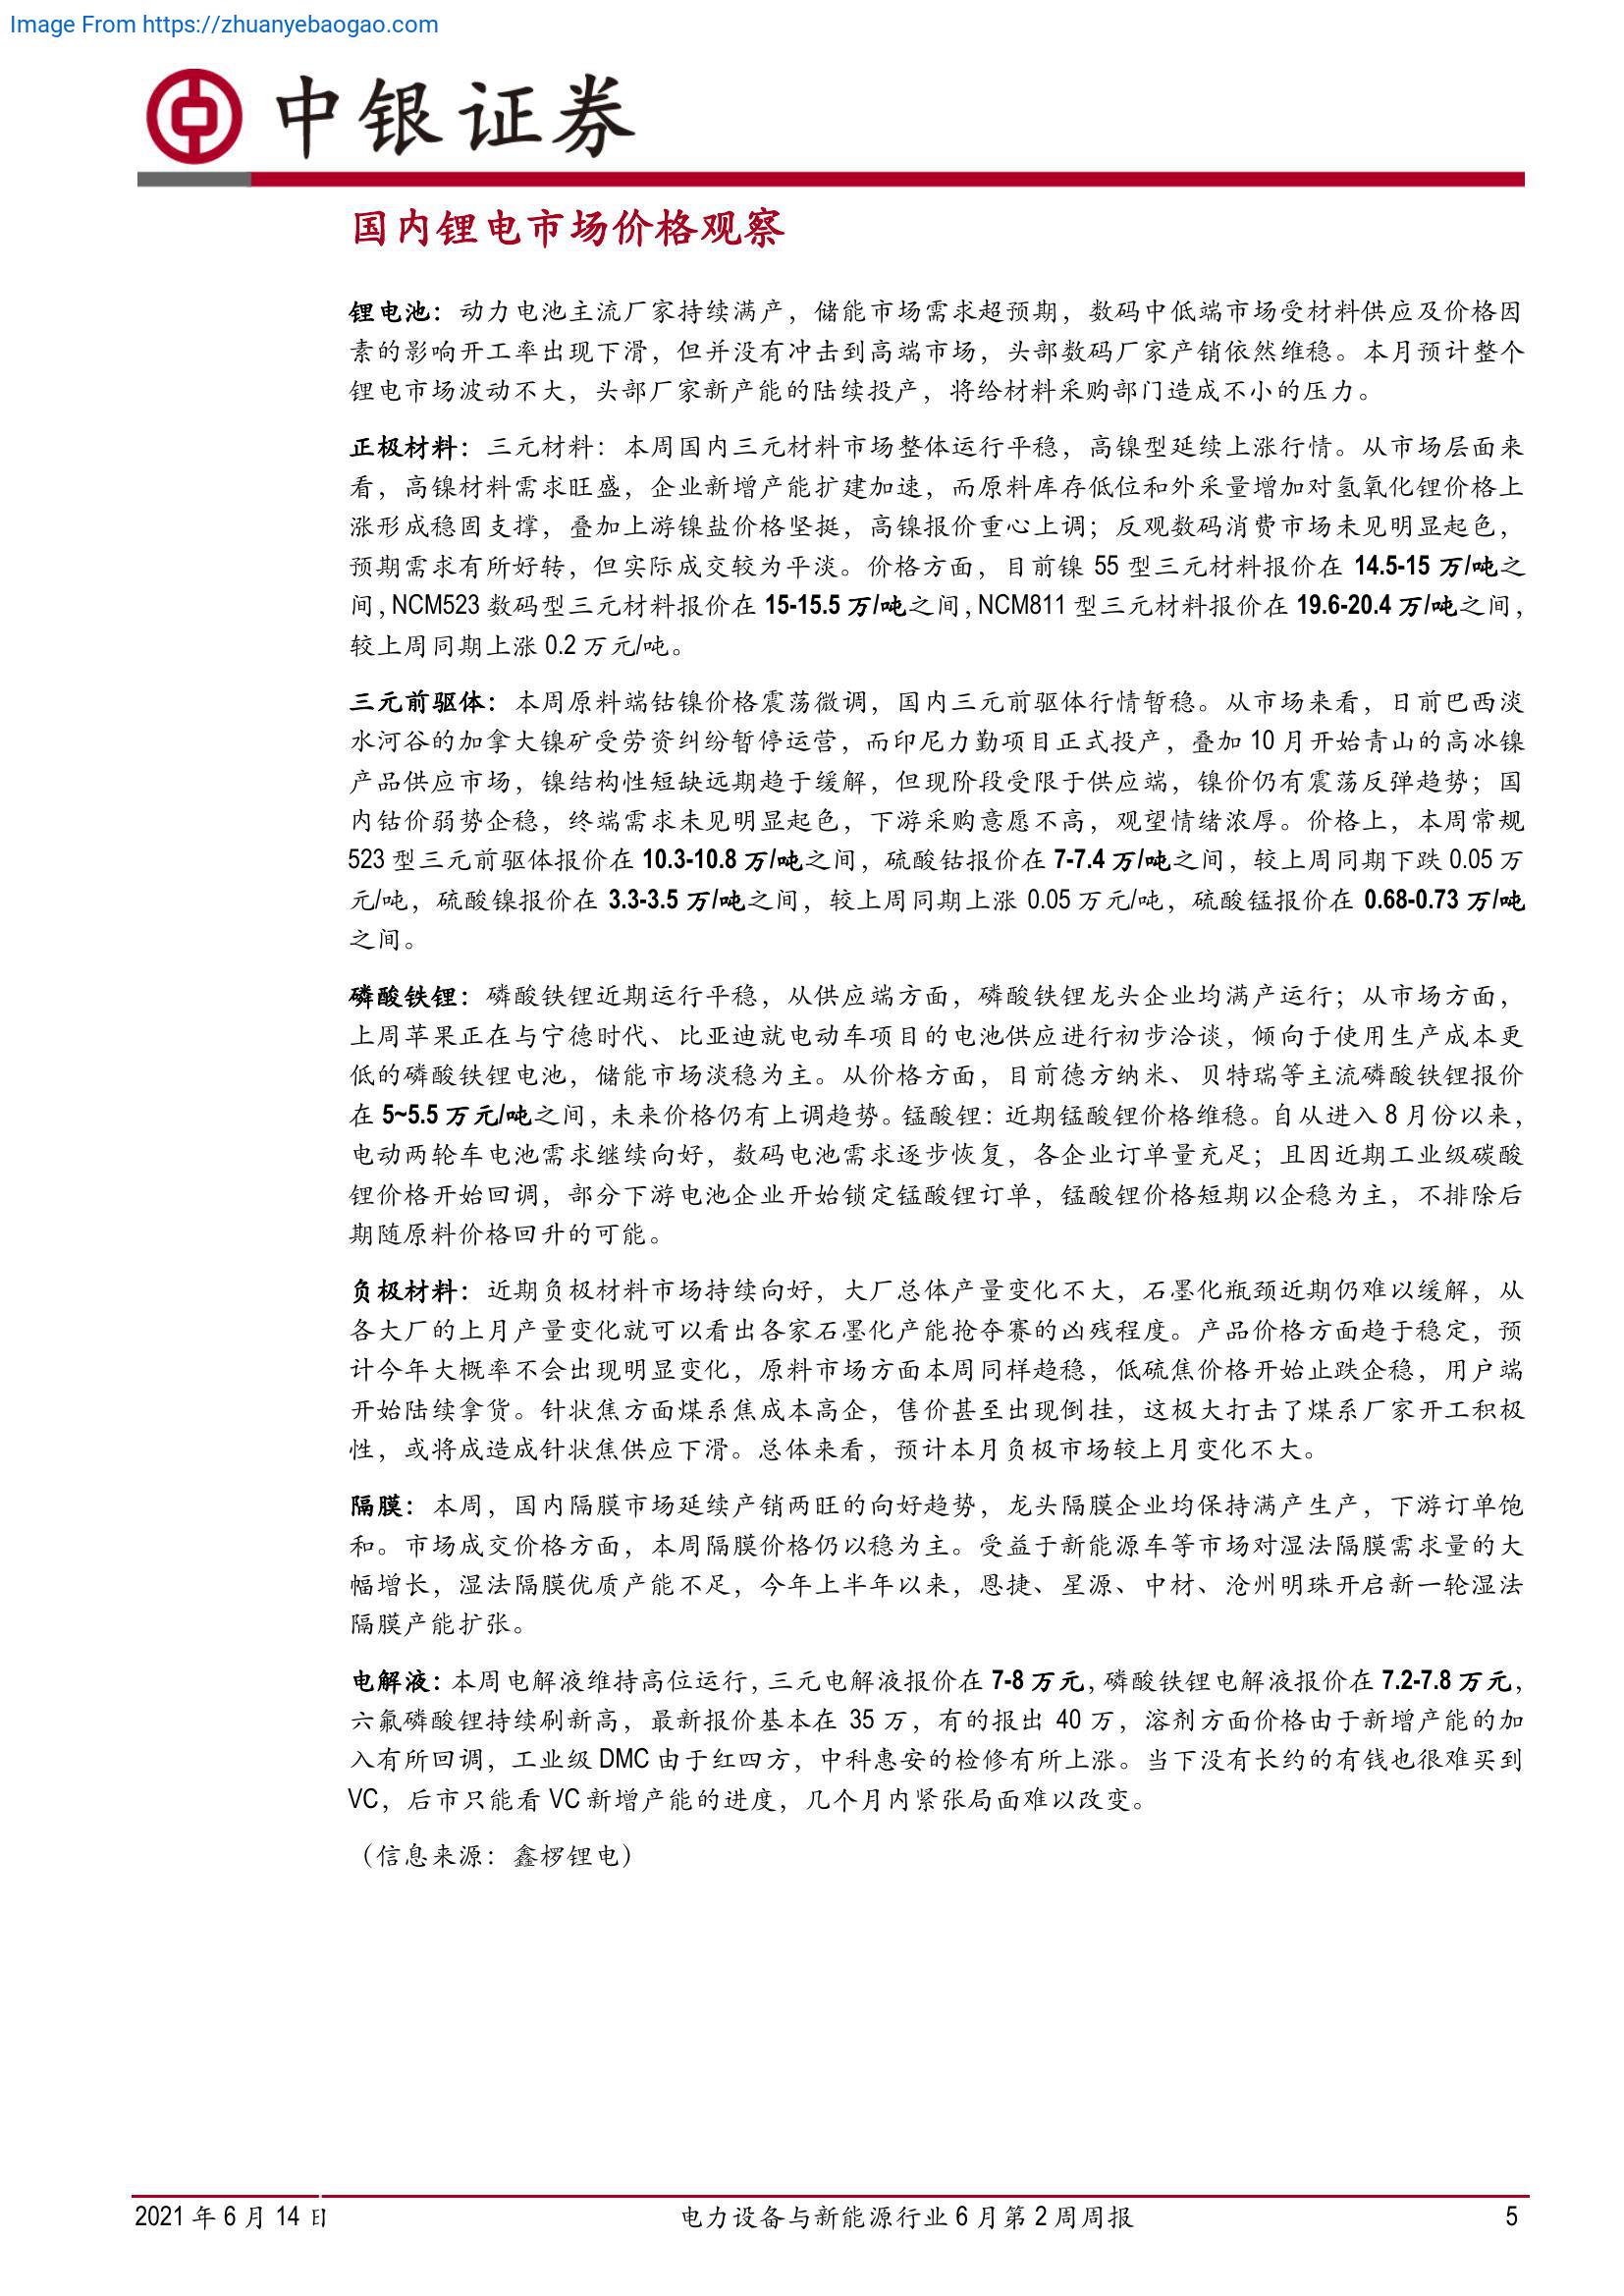 Image From https://zhuanyebaogao.com
中银证券
国内锂电市场价格观察
锂电池：动力电池主流厂家持续满产，储能市场需求超预期，数码中低端市场受材料供应及价格因
素的影响开工率出现下滑，但并没有冲击到高端市场，头部数码厂家产销依然维稳。本月预计整个
锂电市场波动不大，头部厂家新产能的陆续投产，将给材料采购部门造成不小的压力。
正极材料：三元材料：本周国内三元材料市场整体运行平稳，高镍型延续上涨行情。从市场层面来
看，高镍材料需求旺盛，企业新增产能扩建加速，而原料库存低位和外采量增加对氢氧化锂价格上
涨形成稳固支撑，叠加上游镍盐价格坚挺，高镍报价重心上调；反观数码消费市场未见明显起色，
预期需求有所好转，但实际成交较为平淡。价格方面，目前镍 55 型三元材料报价在 14.5-15 万/吨之
间，NCM523 数码型三元材料报价在 15-15.5 万/吨之间，NCM811 型三元材料报价在 19.6-20.4 万/吨之间，
较上周同期上涨 0.2 万元/吨。
三元前驱体：本周原料端钴镍价格震荡微调，国内三元前驱体行情暂稳。从市场来看，日前巴西淡
水河谷的加拿大镍矿受劳资纠纷暂停运营，而印尼力勤项目正式投产，叠加 10 月开始青山的高冰镍
产品供应市场，镍结构性短缺远期趋于缓解，但现阶段受限于供应端，镍价仍有震荡反弹趋势；国
内钴价弱势企稳，终端需求未见明显起色，下游采购意愿不高，观望情绪浓厚。价格上，本周常规
523 型三元前驱体报价在 10.3-10.8 万/吨之间，硫酸钴报价在 7-7.4 万/吨之间，较上周同期下跌 0.05 万
元/吨，硫酸镍报价在 3.3-3.5 万/吨之间，较上周同期上涨 0.05 万元/吨，硫酸锰报价在 0.68-0.73 万/吨
之间。
磷酸铁锂：磷酸铁锂近期运行平稳，从供应端方面，磷酸铁锂龙头企业均满产运行；从市场方面，
上周苹果正在与宁德时代、比亚迪就电动车项目的电池供应进行初步洽谈，倾向于使用生产成本更
低的磷酸铁锂电池，储能市场淡稳为主。从价格方面，目前德方纳米、贝特瑞等主流磷酸铁锂报价
在 5~5.5 万元/吨之间，未来价格仍有上调趋势。锰酸锂：近期锰酸锂价格维稳。自从进入 8 月份以来，
电动两轮车电池需求继续向好，数码电池需求逐步恢复，各企业订单量充足；且因近期工业级碳酸
锂价格开始回调，部分下游电池企业开始锁定锰酸锂订单，锰酸锂价格短期以企稳为主，不排除后
期随原料价格回升的可能。
负极材料：近期负极材料市场持续向好，大厂总体产量变化不大，石墨化瓶颈近期仍难以缓解，从
各大厂的上月产量变化就可以看出各家石墨化产能抢夺赛的凶残程度。产品价格方面趋于稳定，预
计今年大概率不会出现明显变化，原料市场方面本周同样趋稳，低硫焦价格开始止跌企稳，用户端
开始陆续拿货。针状焦方面煤系焦成本高企，售价甚至出现倒挂，这极大打击了煤系厂家开工积极
性，或将成造成针状焦供应下滑。总体来看，预计本月负极市场较上月变化不大。
隔膜：本周，国内隔膜市场延续产销两旺的向好趋势，龙头隔膜企业均保持满产生产，下游订单饱
和。市场成交价格方面，本周隔膜价格仍以稳为主。受益于新能源车等市场对湿法隔膜需求量的大
幅增长，湿法隔膜优质产能不足，今年上半年以来，恩捷、星源、中材、沧州明珠开启新一轮湿法
隔膜产能扩张。
电解液：本周电解液维持高位运行，三元电解液报价在 7-8 万元，磷酸铁锂电解液报价在 7.2-7.8 万元，
六氟磷酸锂持续刷新高，最新报价基本在 35 万，有的报出 40 万，溶剂方面价格由于新增产能的加
入有所回调，工业级 DMC 由于红四方，中科惠安的检修有所上涨。当下没有长约的有钱也很难买到
VC，后市只能看 VC 新增产能的进度，几个月内紧张局面难以改变。
（信息来源：鑫椤锂电）
2021 年 6 月 14 日
电力设备与新能源行业 6 月第 2 周周报
5